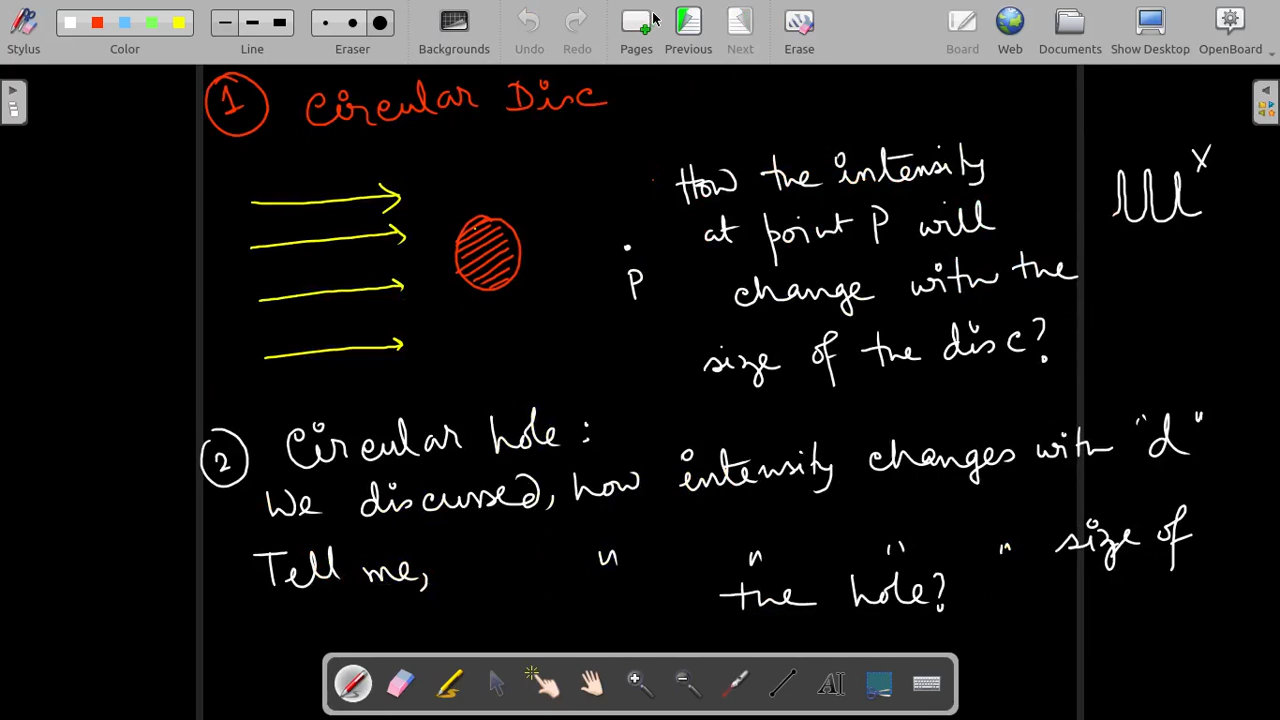 Stylus Color Line Eraser Backgrounds Undo Redo Pages Previous Next Erase Board Web Documents Show Desktop OpenBoard
1 Circular Disc
How the intensity
at point P will
change with the
size of the disc?
P
X
2 Circular hole :
We discussed, how intensity changes with "d"
Tell me, " " " " size of
the hole?
AI